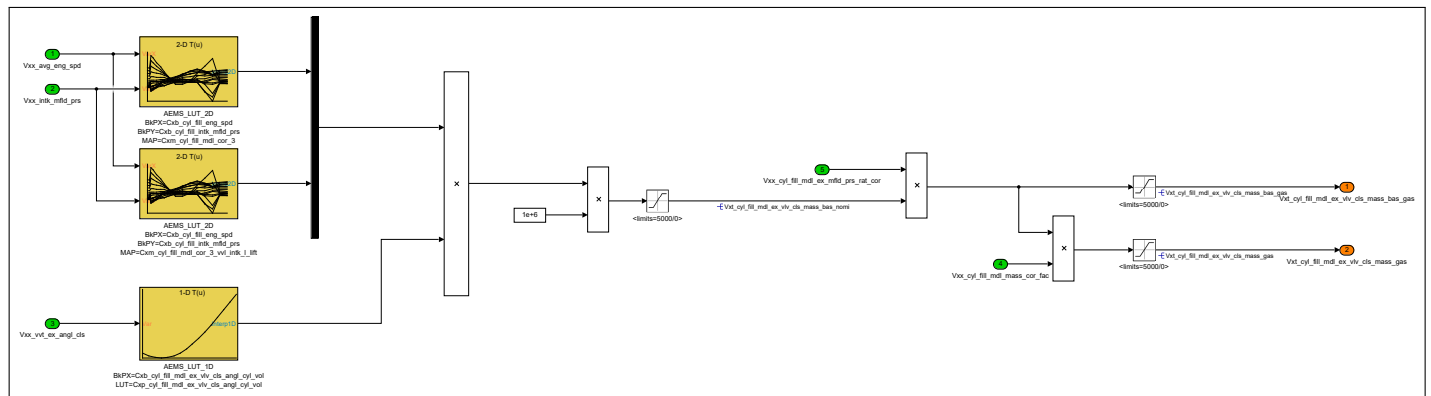 1
Vxx_avg_eng_spd
2
Vxx_intk_mfld_prs
2-D T(u)
AEMS_LUT_2D
BkPX=Cxb_cyl_fill_eng_spd
BkPY=Cxb_cyl_fill_intk_mfld_prs
MAP=Cxm_cyl_fill_mdl_cor_3
2-D T(u)
AEMS_LUT_2D
BkPX=Cxb_cyl_fill_eng_spd
BkPY=Cxb_cyl_fill_intk_mfld_prs
MAP=Cxm_cyl_fill_mdl_cor_3_vvl_intk_l_lift
3
Vxx_vvt_ex_angl_cls
1-D T(u)
AEMS_LUT_1D
BkPX=Cxb_cyl_fill_mdl_ex_vlv_cls_angl_cyl_vol
LUT=Cxp_cyl_fill_mdl_ex_vlv_cls_angl_cyl_vol
×
1e+6
×
<limits=5000/0>
Vxt_cyl_fill_mdl_ex_vlv_cls_mass_bas_nomi
5
Vxx_cyl_fill_mdl_ex_mfld_prs_rat_cor
×
4
Vxx_cyl_fill_mdl_mass_cor_fac
×
<limits=5000/0>
Vxt_cyl_fill_mdl_ex_vlv_cls_mass_bas_gas
1
Vxt_cyl_fill_mdl_ex_vlv_cls_mass_bas_gas
<limits=5000/0>
Vxt_cyl_fill_mdl_ex_vlv_cls_mass_gas
2
Vxt_cyl_fill_mdl_ex_vlv_cls_mass_gas